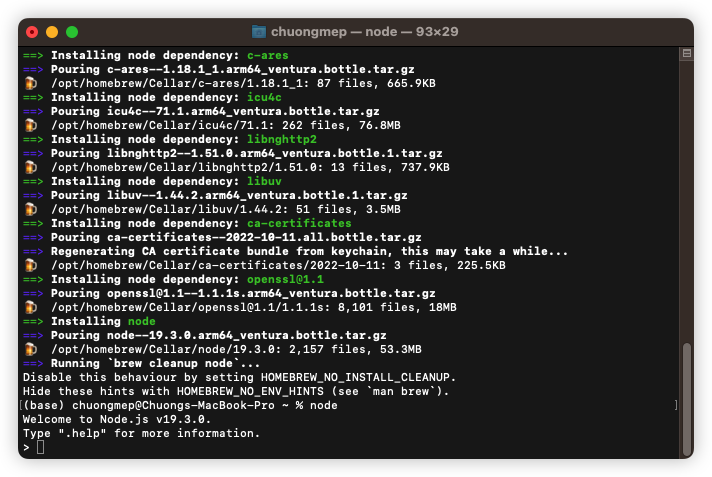 chuongmep — node — 93×29
==> Installing node dependency: c-ares
==> Pouring c-ares--1.18.1_1.arm64_ventura.bottle.tar.gz
🍺  /opt/homebrew/Cellar/c-ares/1.18.1_1: 87 files, 665.9KB
==> Installing node dependency: icu4c
==> Pouring icu4c--71.1.arm64_ventura.bottle.tar.gz
🍺  /opt/homebrew/Cellar/icu4c/71.1: 262 files, 76.8MB
==> Installing node dependency: libnghttp2
==> Pouring libnghttp2--1.51.0.arm64_ventura.bottle.1.tar.gz
🍺  /opt/homebrew/Cellar/libnghttp2/1.51.0: 13 files, 737.9KB
==> Installing node dependency: libuv
==> Pouring libuv--1.44.2.arm64_ventura.bottle.1.tar.gz
🍺  /opt/homebrew/Cellar/libuv/1.44.2: 51 files, 3.5MB
==> Installing node dependency: ca-certificates
==> Pouring ca-certificates--2022-10-11.all.bottle.tar.gz
==> Regenerating CA certificate bundle from keychain, this may take a while...
🍺  /opt/homebrew/Cellar/ca-certificates/2022-10-11: 3 files, 225.5KB
==> Installing node dependency: openssl@1.1
==> Pouring openssl@1.1--1.1.1s.arm64_ventura.bottle.tar.gz
🍺  /opt/homebrew/Cellar/openssl@1.1/1.1.1s: 8,101 files, 18MB
==> Installing node
==> Pouring node--19.3.0.arm64_ventura.bottle.tar.gz
🍺  /opt/homebrew/Cellar/node/19.3.0: 2,157 files, 53.3MB
==> Running `brew cleanup node`...
Disable this behaviour by setting HOMEBREW_NO_INSTALL_CLEANUP.
Hide these hints with HOMEBREW_NO_ENV_HINTS (see `man brew`).
[(base) chuongmep@Chuongs-MacBook-Pro ~ % node ]
Welcome to Node.js v19.3.0.
Type ".help" for more information.
>